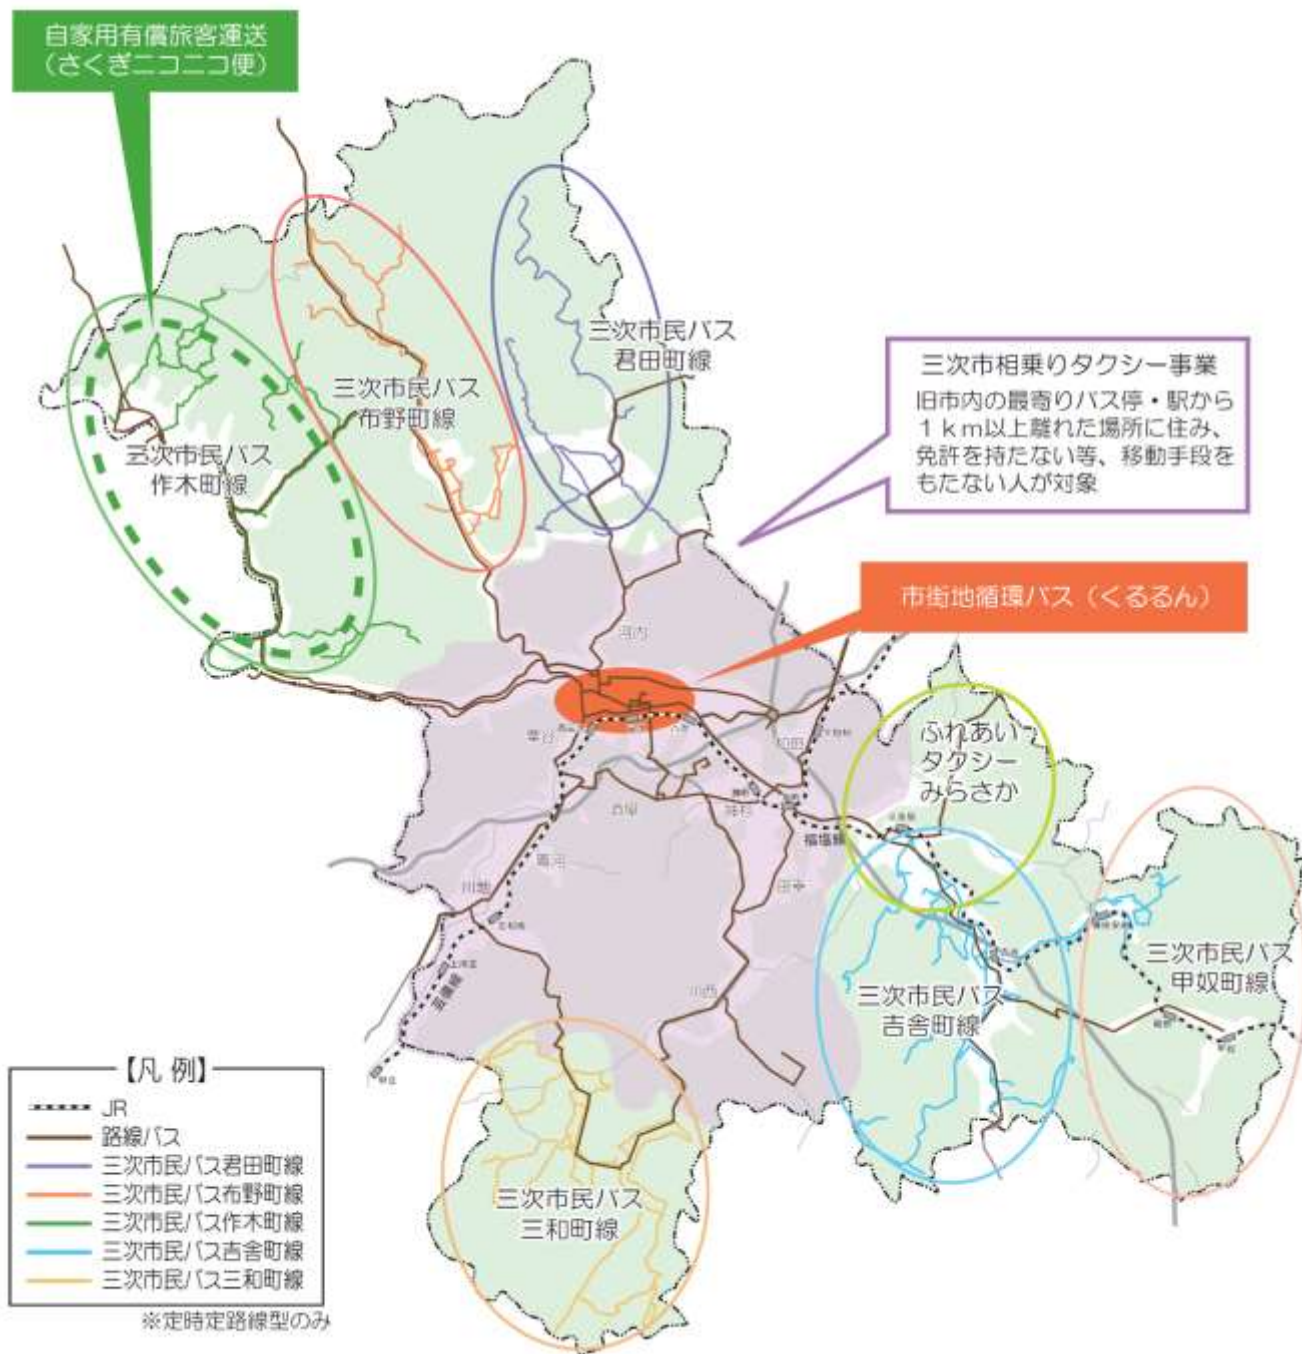 自家用有償旅客運送
（さくぎニコニコ便）
三次市民バス
君田町線
三次市民バス
布野町線
三次市民バス
作木町線
三次市相乗りタクシー事業
旧市内の最寄りバス停・駅から
1km以上離れた場所に住み、
免許を持たない等、移動手段を
もたない人が対象
市街地循環バス（くるるん）
河内
ふれあい
タクシー
みらさか
和田
福塩線
川地
田幸
川西
芸備線
三次市民バス
甲奴町線
三次市民バス
吉舎町線
三次市民バス
三和町線
【凡 例】
JR
路線バス
三次市民バス君田町線
三次市民バス布野町線
三次市民バス作木町線
三次市民バス吉舎町線
三次市民バス三和町線
※定時定路線型のみ